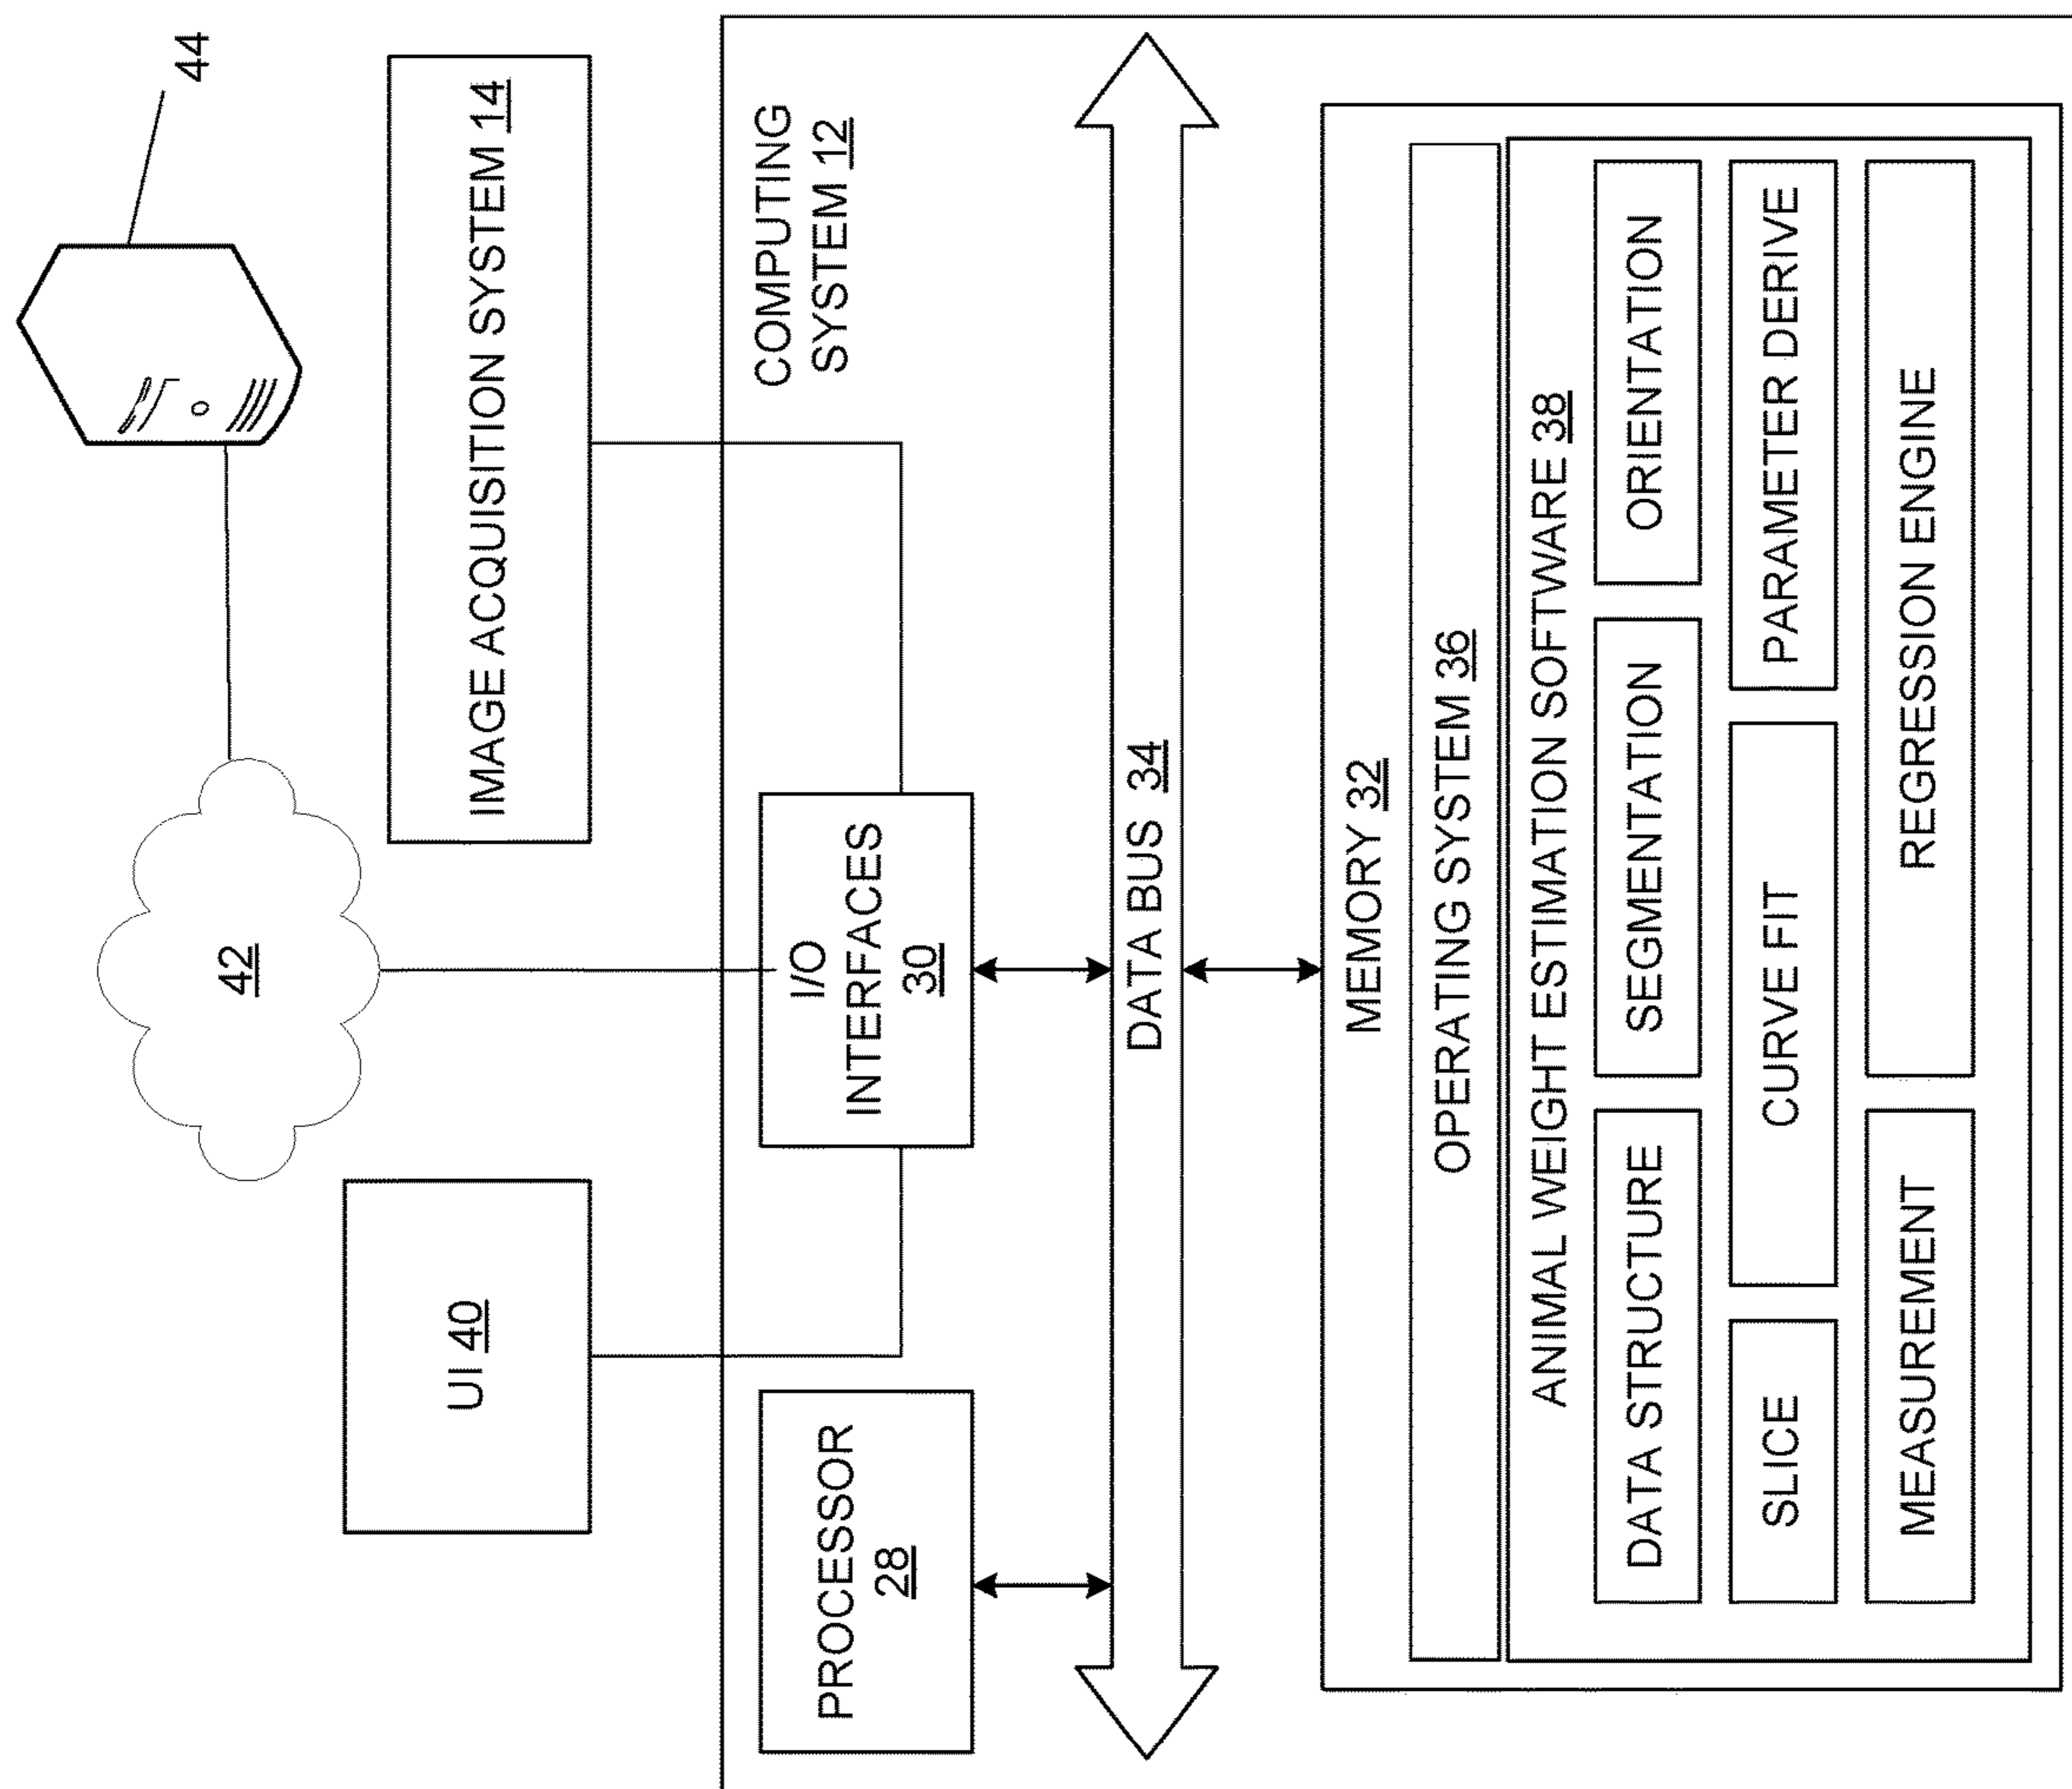 44
42
UI 40
IMAGE ACQUISITION SYSTEM 14
COMPUTING
SYSTEM 12
PROCESSOR
28
I/O
INTERFACES
30
DATA BUS 34
MEMORY 32
OPERATING SYSTEM 36
ANIMAL WEIGHT ESTIMATION SOFTWARE 38
DATA STRUCTURE
SEGMENTATION
ORIENTATION
SLICE
CURVE FIT
PARAMETER DERIVE
MEASUREMENT
REGRESSION ENGINE